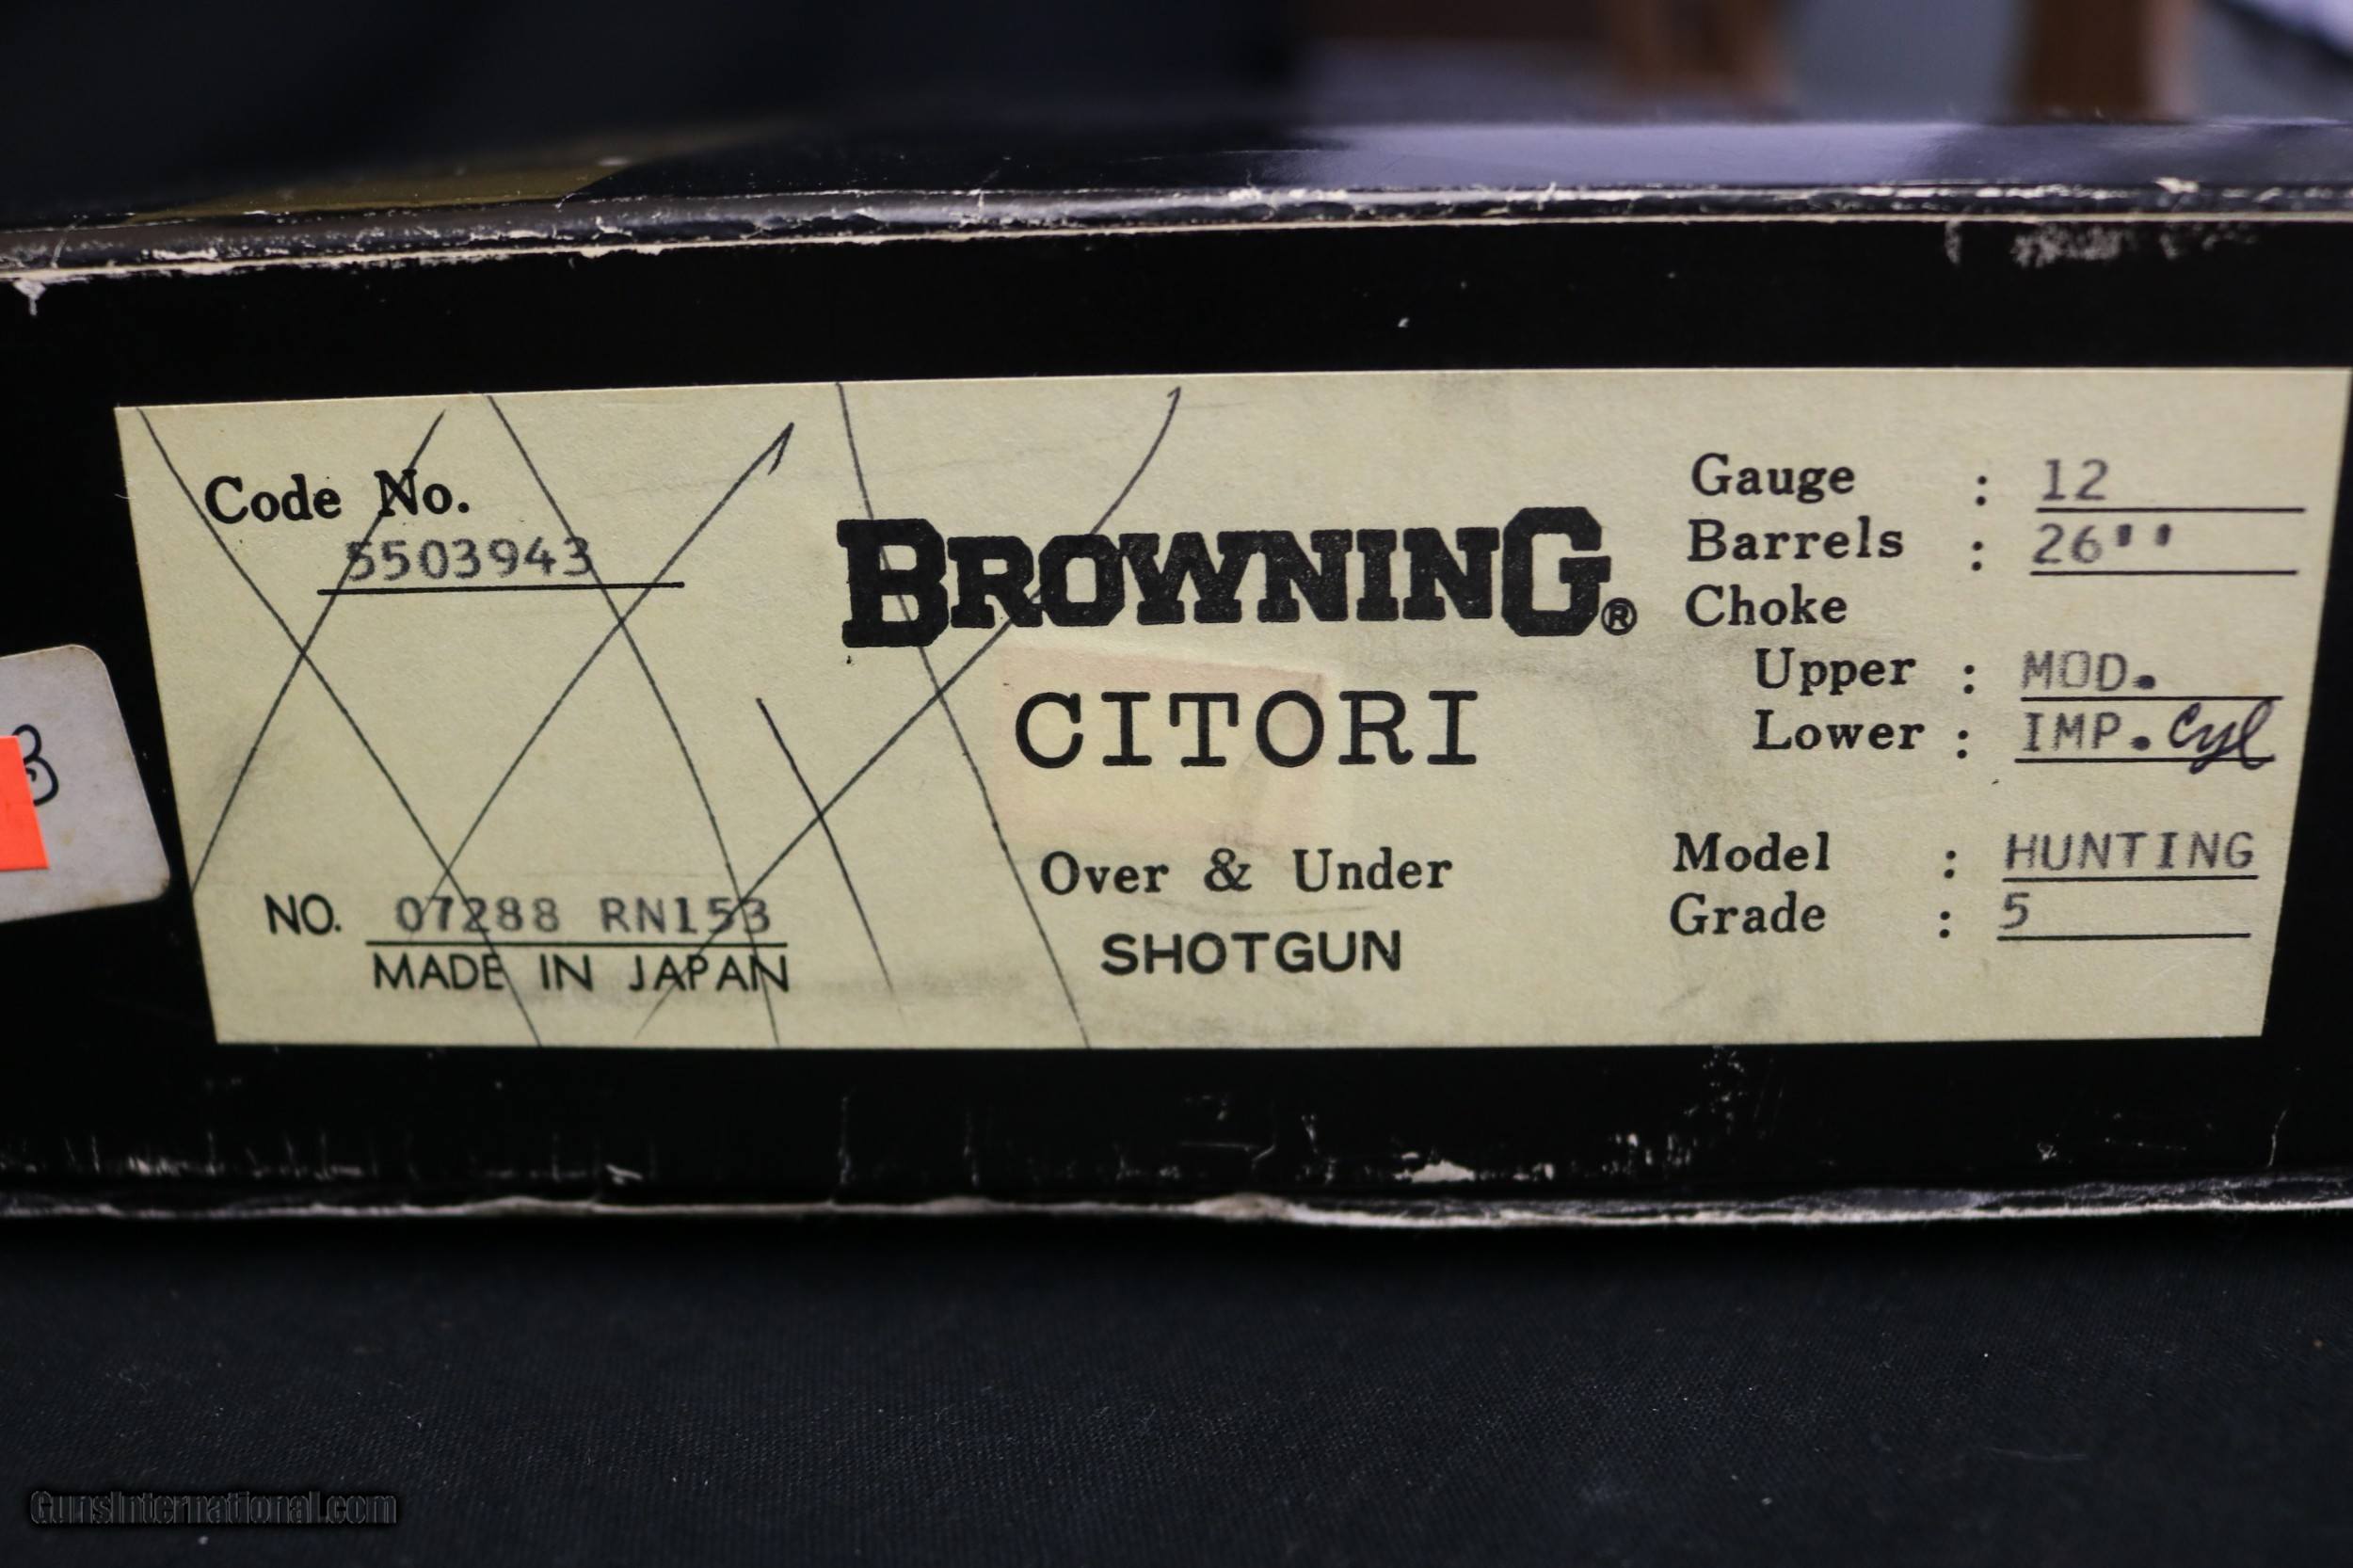 Code No.
5503943
NO. 07288 RN153
MADE IN JAPAN
BROWNING®
CITORI
Over & Under
SHOTGUN
Gauge : 12
Barrels : 26''
Choke
Upper : MOD.
Lower : IMP. Cyl
Model : HUNTING
Grade : 5
GunsInternational.com